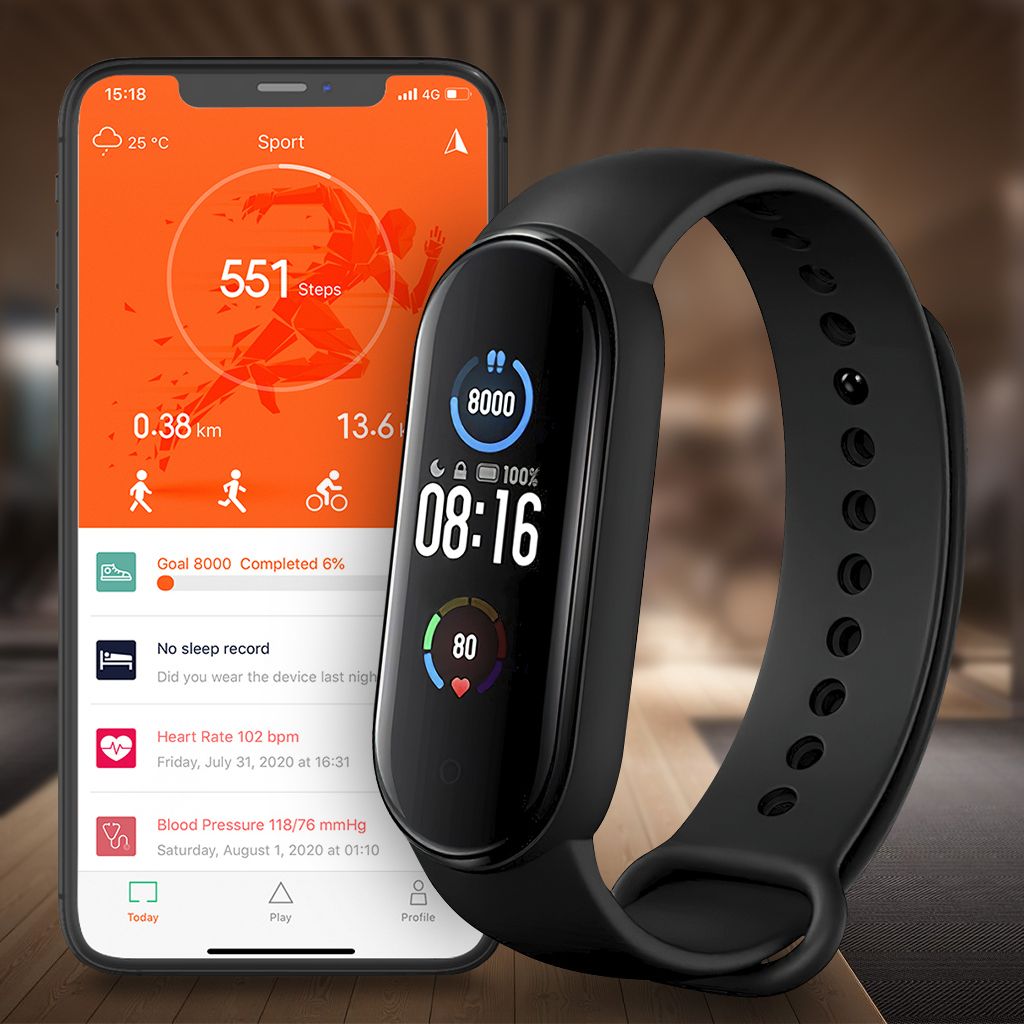 15:18
4G
25 °C
Sport
551 Steps
0.38 km
13.6
Goal 8000 Completed 6%
No sleep record
Did you wear the device last nigh
Heart Rate 102 bpm
Friday, July 31, 2020 at 16:31
Blood Pressure 118/76 mmHg
Saturday, August 1, 2020 at 01:10
Today
Play
Profile
8000
100%
08:16
80